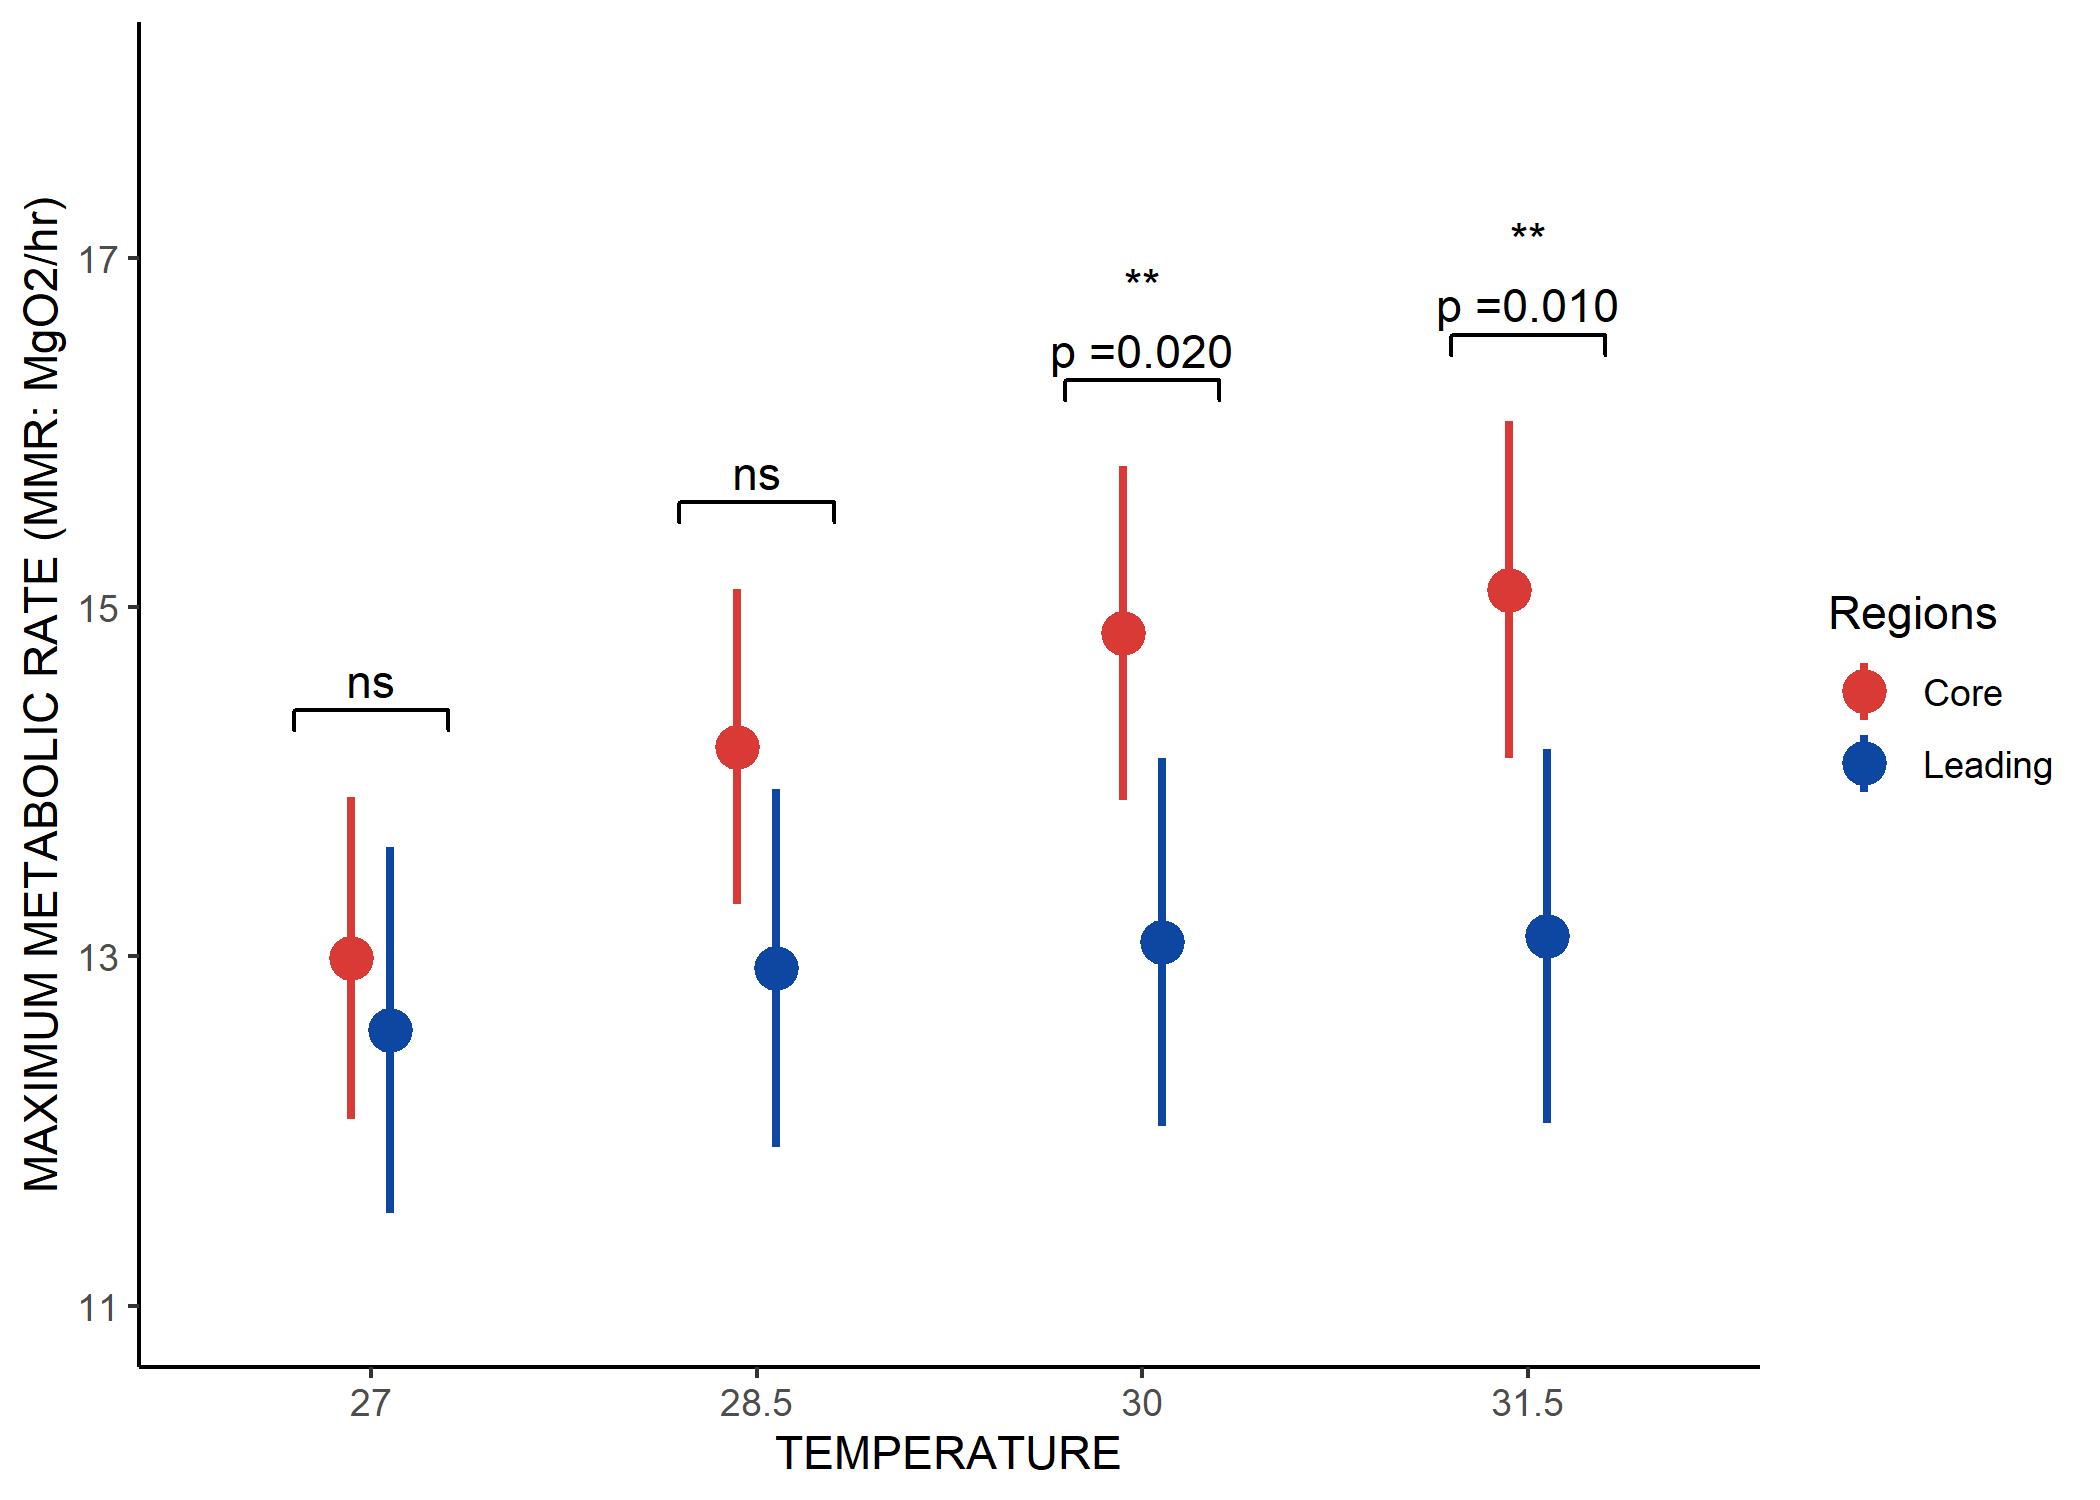 MAXIMUM METABOLIC RATE (MMR: MgO2/hr)
17
15
13
11
ns
ns
**
p =0.020
**
p =0.010
27
28.5
30
31.5
TEMPERATURE
Regions
Core
Leading